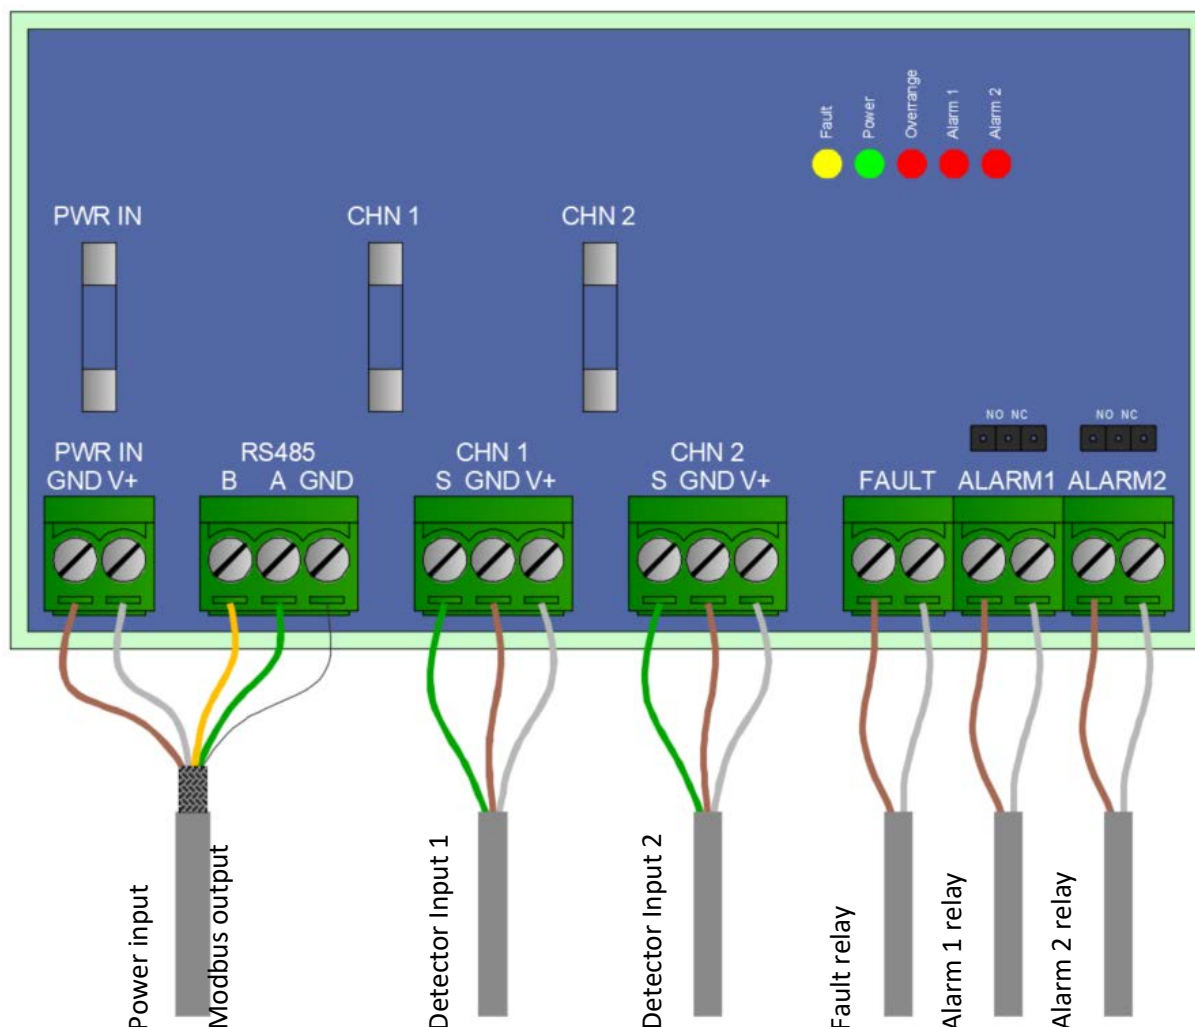 Fault
Power
Overrange
Alarm 1
Alarm 2
PWR IN
CHN 1
CHN 2
NO NC
NO NC
PWR IN
GND V+
RS485
B A GND
CHN 1
S GND V+
CHN 2
S GND V+
FAULT
ALARM1
ALARM2
Power input
Modbus output
Detector Input 1
Detector Input 2
Fault relay
Alarm 1 relay
Alarm 2 relay